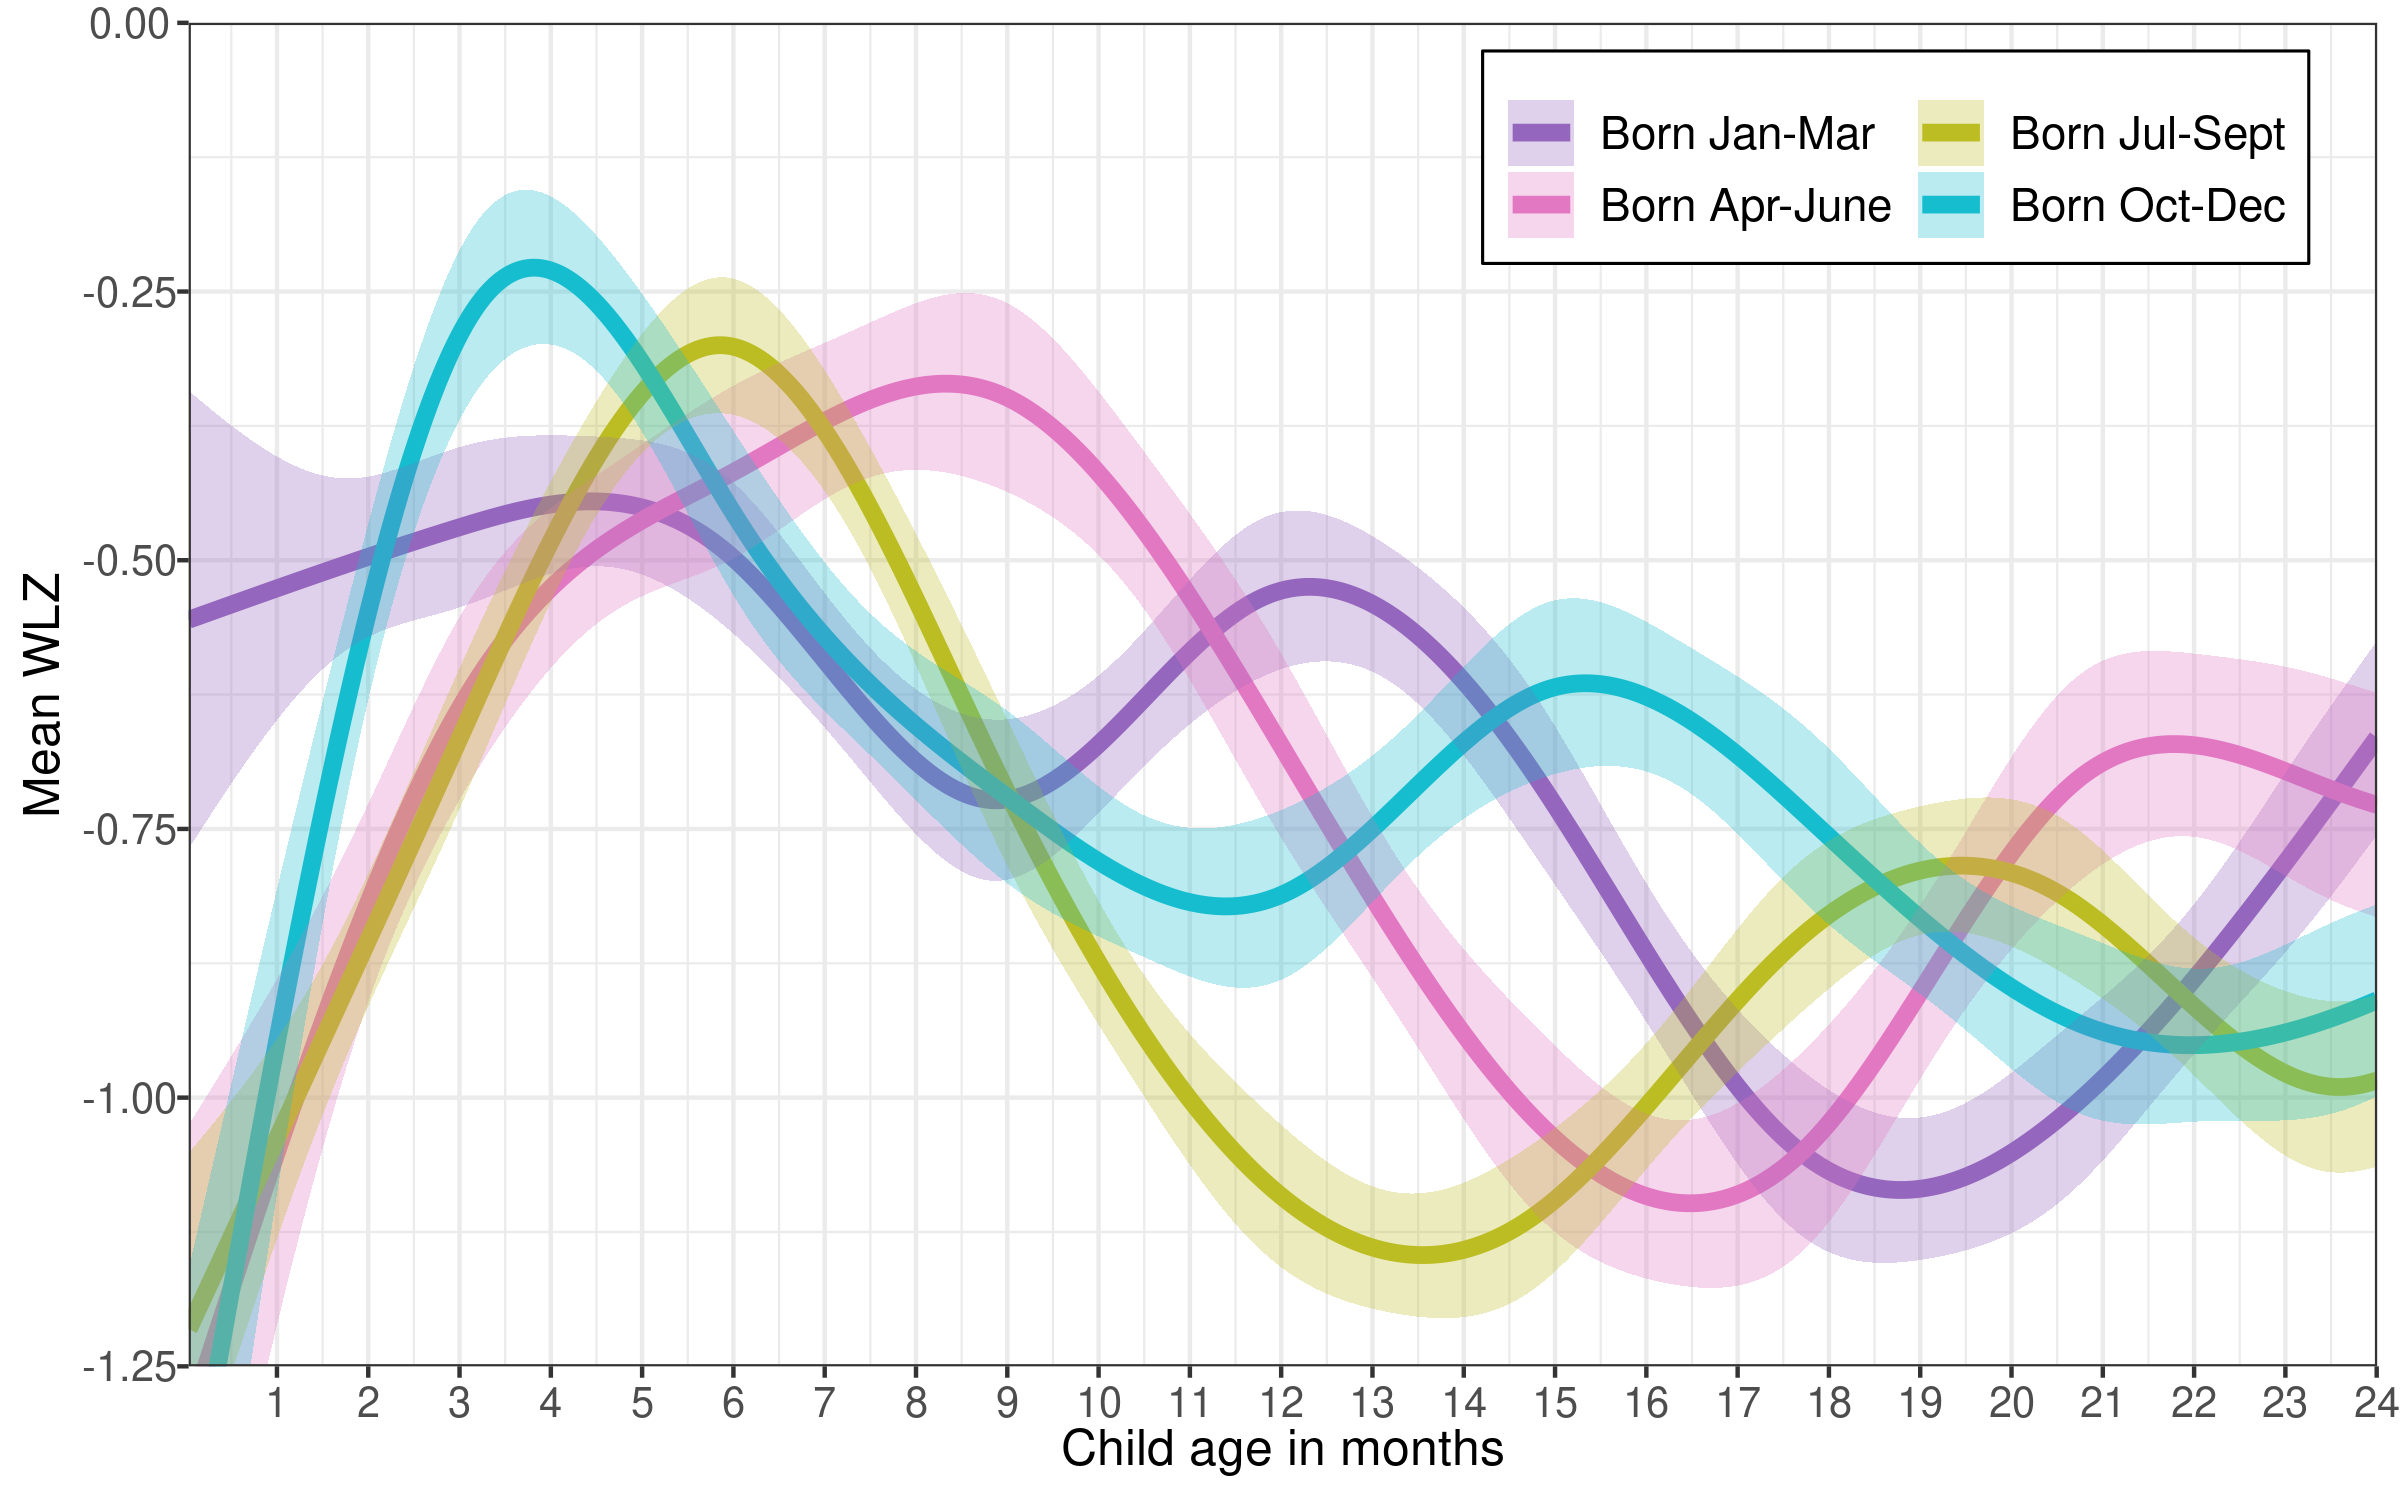 0.00
-0.25
-0.50
-0.75
-1.00
-1.25
Mean WLZ
Born Jan-Mar
Born Apr-June
Born Jul-Sept
Born Oct-Dec
1 2 3 4 5 6 7 8 9 10 11 12 13 14 15 16 17 18 19 20 21 22 23 24
Child age in months